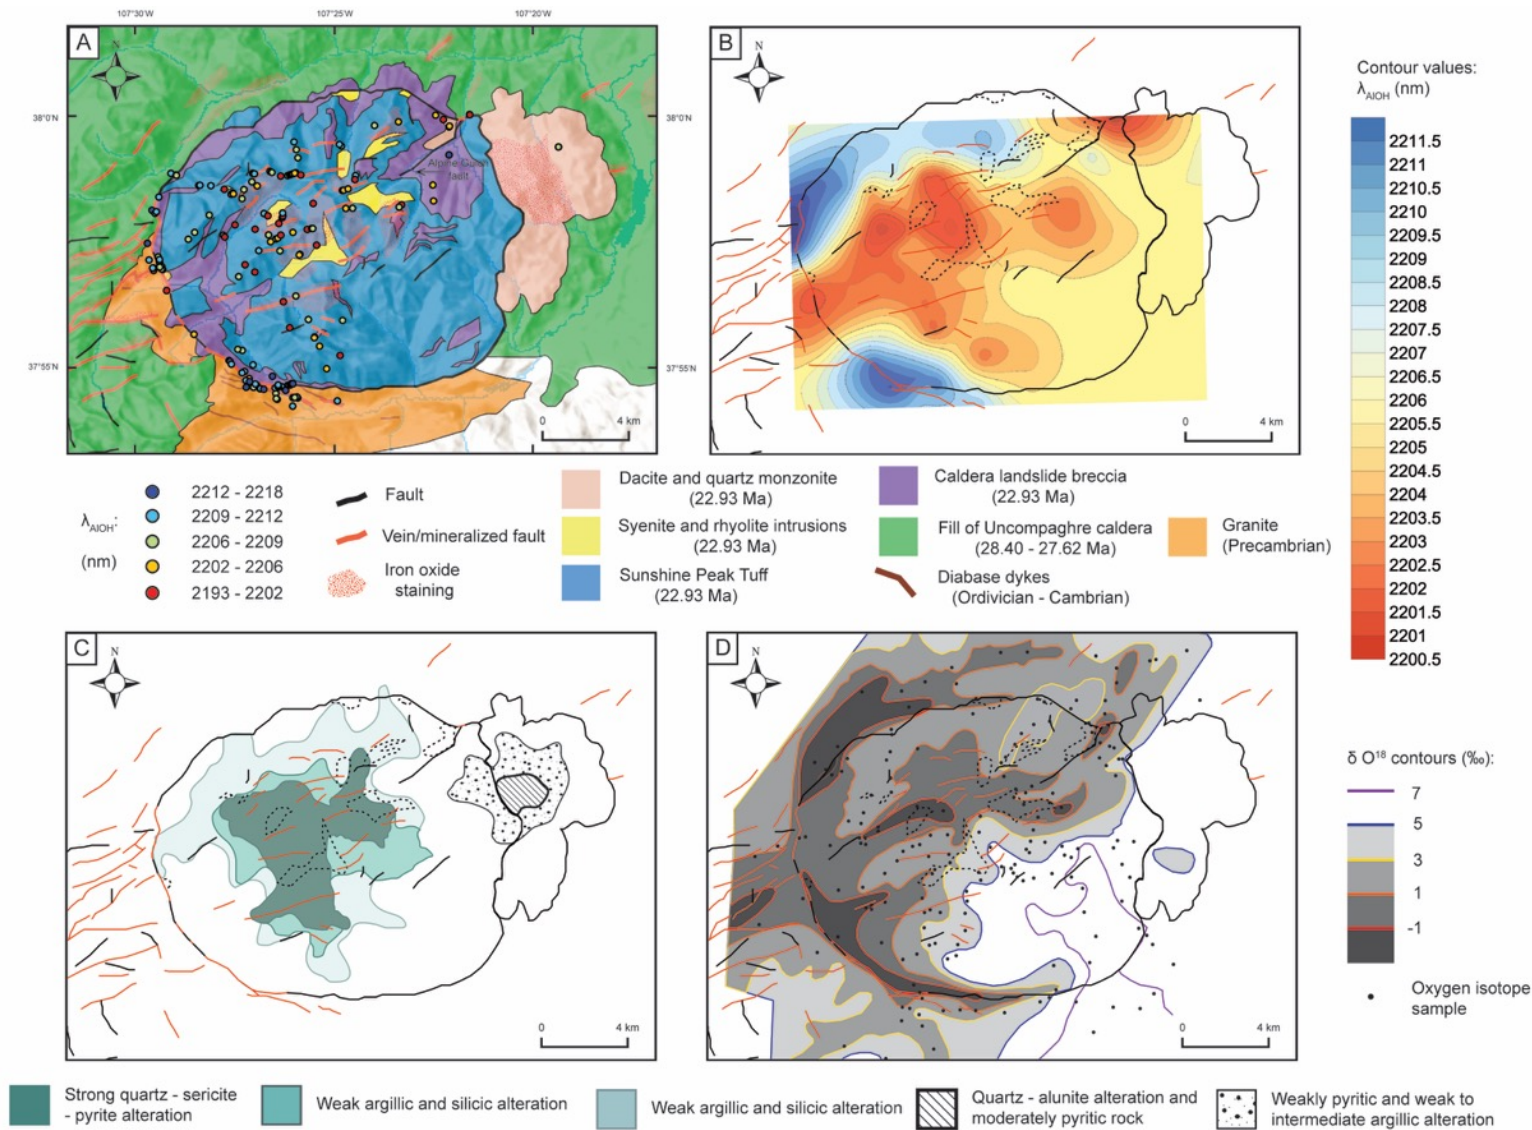 107°30'W 107°25'W 107°20'W
A
N
38°0'N
37°55'N
Alpine Gulch
fault
0 4 km
B
N
38°0'N
37°55'N
0 4 km
Contour values:
λAlOH (nm)
2211.5
2211
2210.5
2210
2209.5
2209
2208.5
2208
2207.5
2207
2206.5
2206
2205.5
2205
2204.5
2204
2203.5
2203
2202.5
2202
2201.5
2201
2200.5
λAlOH:
(nm)
2212 - 2218
2209 - 2212
2206 - 2209
2202 - 2206
2193 - 2202
Fault
Vein/mineralized fault
Iron oxide
staining
Dacite and quartz monzonite
(22.93 Ma)
Syenite and rhyolite intrusions
(22.93 Ma)
Sunshine Peak Tuff
(22.93 Ma)
Caldera landslide breccia
(22.93 Ma)
Fill of Uncompaghre caldera
(28.40 - 27.62 Ma)
Diabase dykes
(Ordivician - Cambrian)
Granite
(Precambrian)
C
N
0 4 km
D
N
0 4 km
δ O¹⁸ contours (‰):
7
5
3
1
-1
Oxygen isotope
sample
Strong quartz - sericite
- pyrite alteration
Weak argillic and silicic alteration
Weak argillic and silicic alteration
Quartz - alunite alteration and
moderately pyritic rock
Weakly pyritic and weak to
intermediate argillic alteration